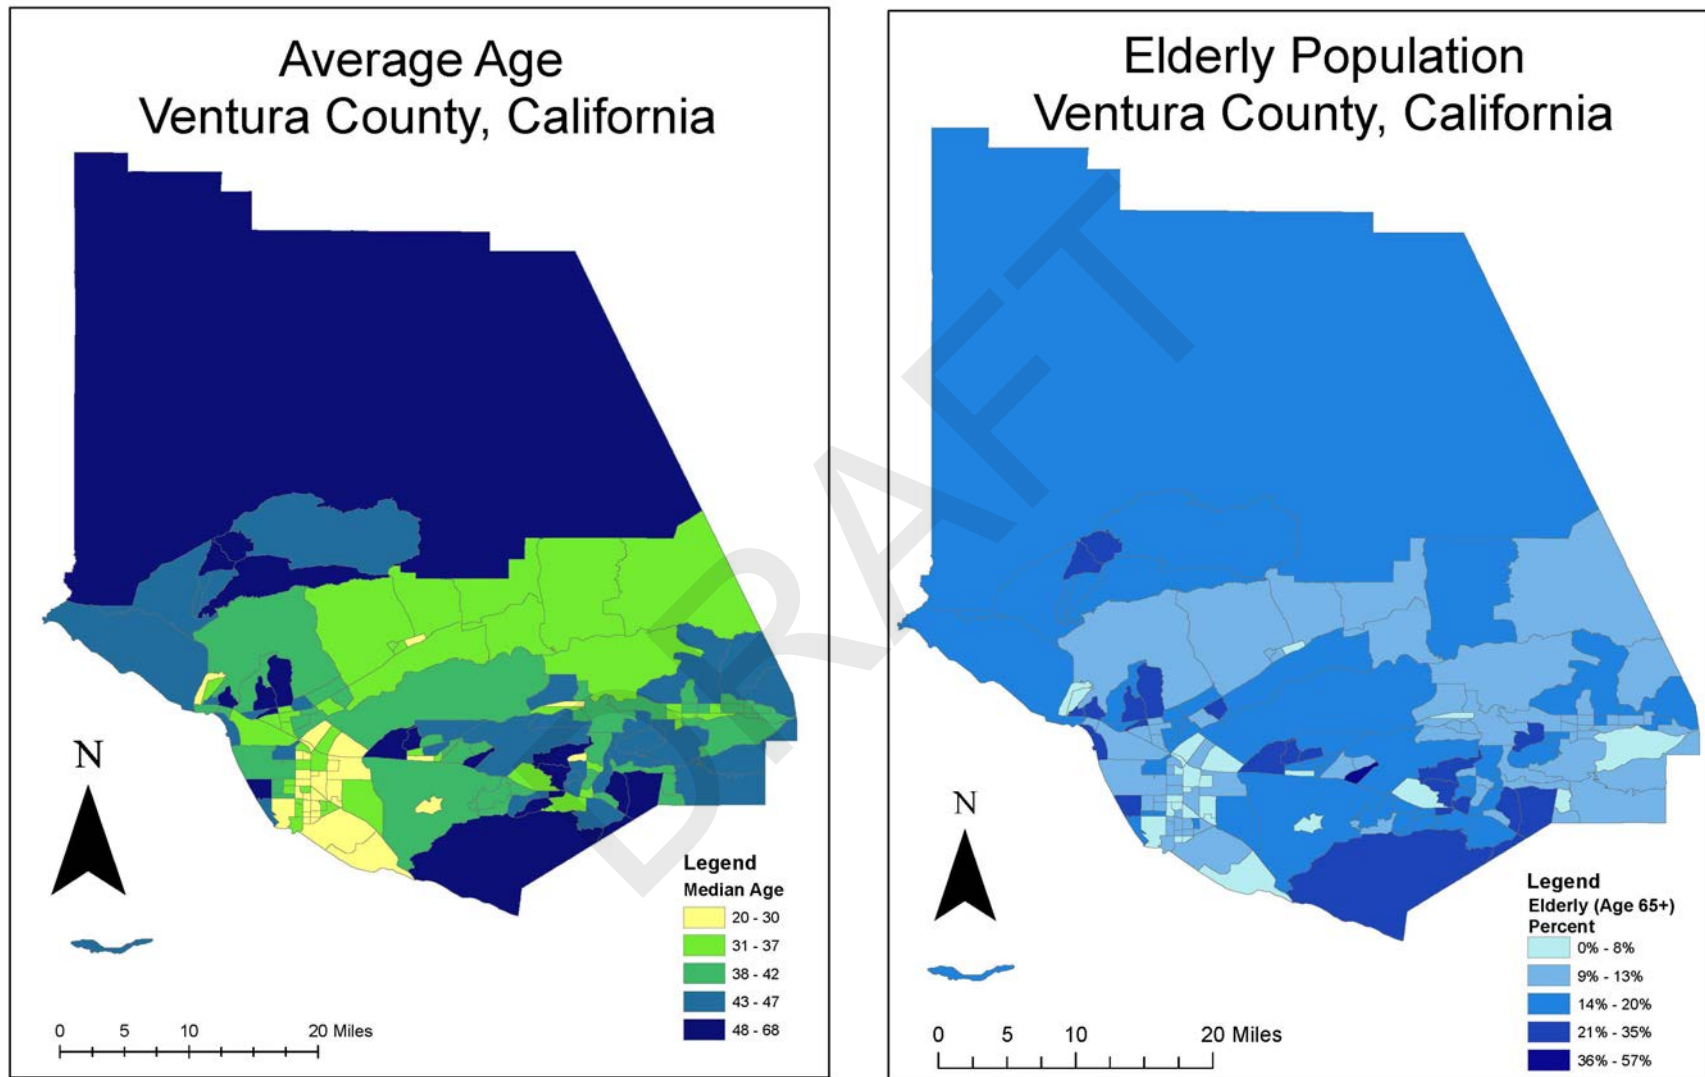 Average Age
Ventura County, California
N
Legend
Median Age
20 - 30
31 - 37
38 - 42
43 - 47
48 - 68
0 5 10 20 Miles
Elderly Population
Ventura County, California
N
Legend
Elderly (Age 65+)
Percent
0% - 8%
9% - 13%
14% - 20%
21% - 35%
36% - 57%
0 5 10 20 Miles
DRAFT